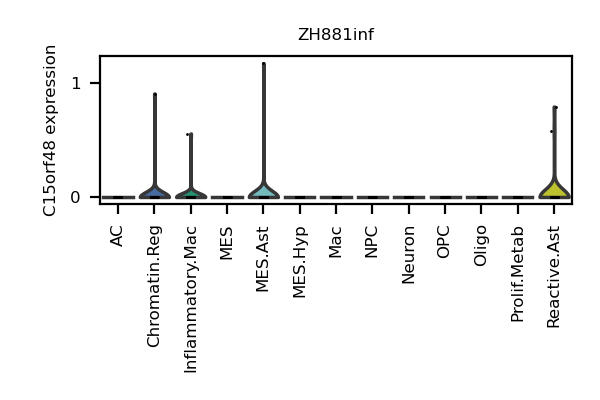 ZH881inf
C15orf48 expression
1
0
AC
Chromatin.Reg
Inflammatory.Mac
MES
MES.Ast
MES.Hyp
Mac
NPC
Neuron
OPC
Oligo
Prolif.Metab
Reactive.Ast